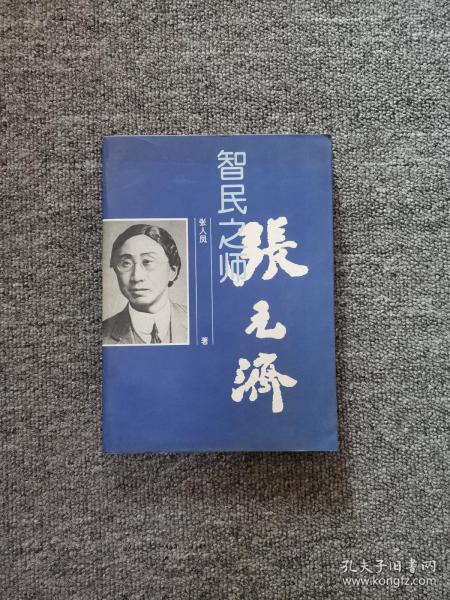 智民之师
張元濟
张人凤
著
孔夫子旧书网
www.kongfz.com